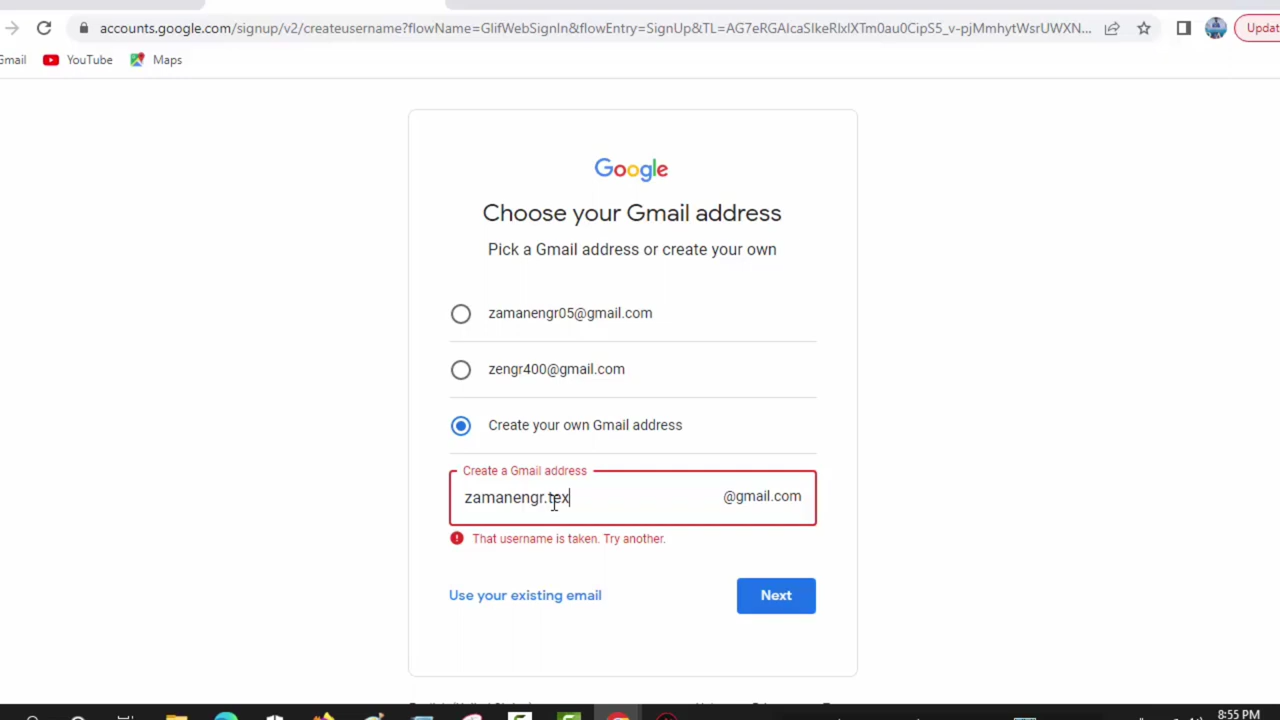 accounts.google.com/signup/v2/createusername?flowName=GlifWebSignIn&flowEntry=SignUp&TL=AG7eRGAIcaSIkeRIxlXTm0au0CipS5_v-pjMmhytWsrUWXN...
Updat
Gmail YouTube Maps
Google
Choose your Gmail address
Pick a Gmail address or create your own
zamanengr05@gmail.com
zengr400@gmail.com
Create your own Gmail address
Create a Gmail address
zamanengr.tex @gmail.com
That username is taken. Try another.
Use your existing email Next
8:55 PM